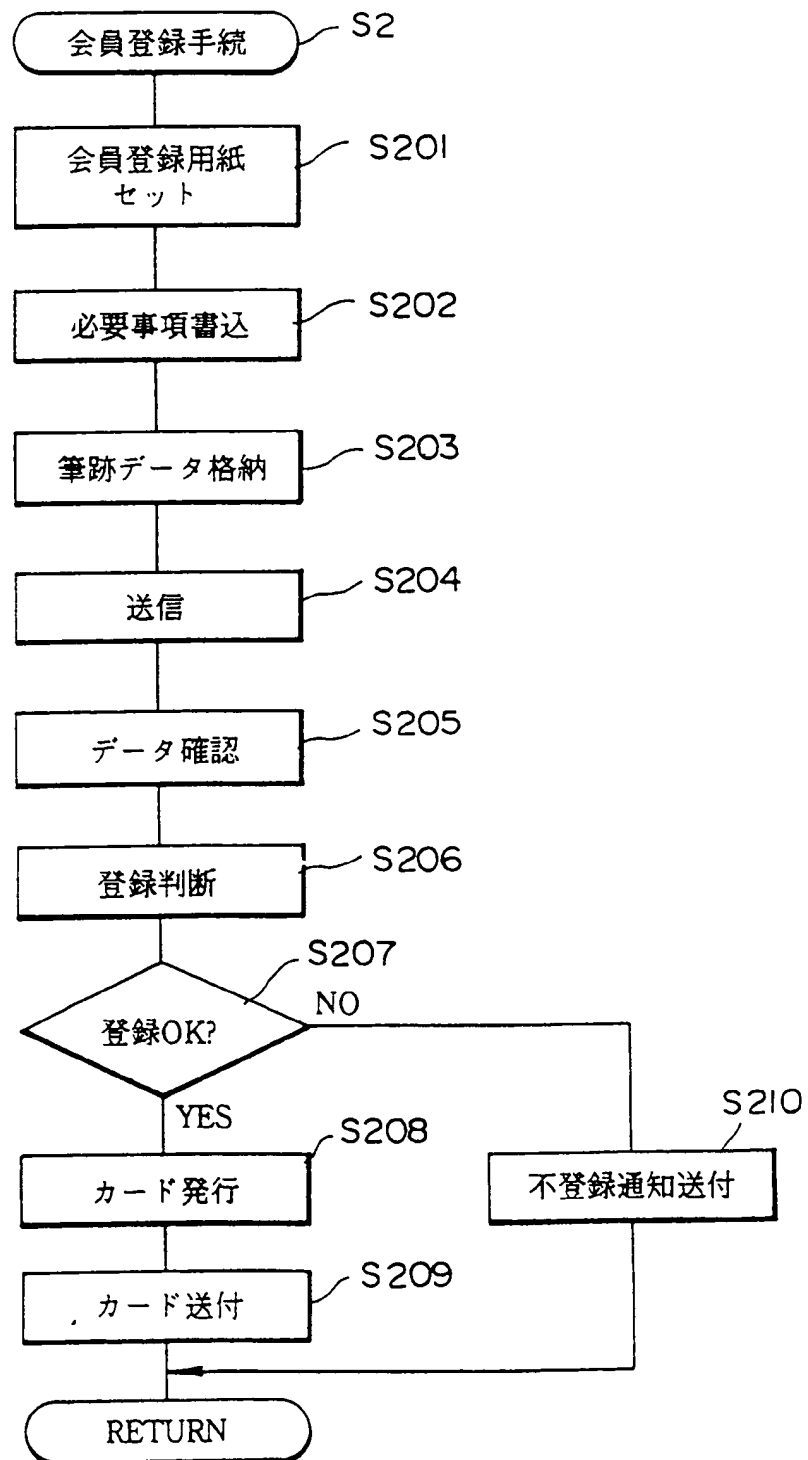 会員登録手続
S2
会員登録用紙
セット
S201
必要事項書込
S202
筆跡データ格納
S203
送信
S204
データ確認
S205
登録判断
S206
S207
登録OK?
NO
YES
カード発行
S208
不登録通知送付
S210
カード送付
S209
RETURN